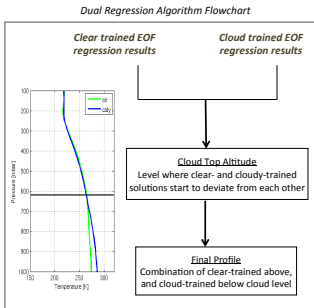 Dual Regression Algorithm Flowchart
Clear trained EOF
regression results
Cloud trained EOF
regression results
clr
cldy
100
200
300
400
500
600
700
800
900
1000
Pressure [mbar]
150 200 250 300
Temperature [K]
Cloud Top Altitude
Level where clear- and cloudy-trained
solutions start to deviate from each other
Final Profile
Combination of clear-trained above,
and cloud-trained below cloud level